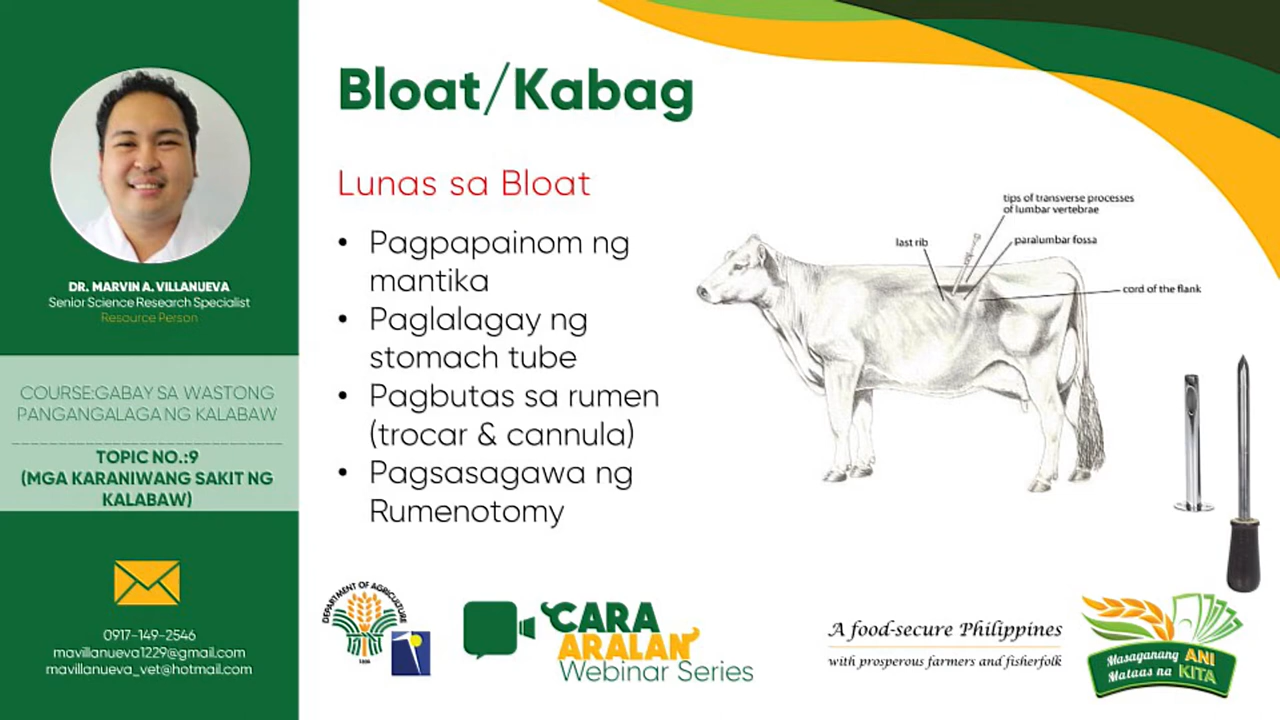 DR. MARVIN A. VILLANUEVA
Senior Science Research Specialist
Resource Person
COURSE:GABAY SA WASTONG
PANGANGALAGA NG KALABAW
TOPIC NO.:9
(MGA KARANIWANG SAKIT NG
KALABAW)
0917-149-2546
mavillanueva1229@gmail.com
mavillanueva_vet@hotmail.com
Bloat/Kabag
Lunas sa Bloat
• Pagpapainom ng
mantika
• Paglalagay ng
stomach tube
• Pagbutas sa rumen
(trocar & cannula)
• Pagsasagawa ng
Rumenotomy
tips of transverse processes
of lumbar vertebrae
last rib
paralumbar fossa
cord of the flank
DEPARTMENT OF AGRICULTURE
1898
CARA
ARALAN
Webinar Series
A food-secure Philippines
with prosperous farmers and fisherfolk
Masaganang ANI
Mataas na KITA